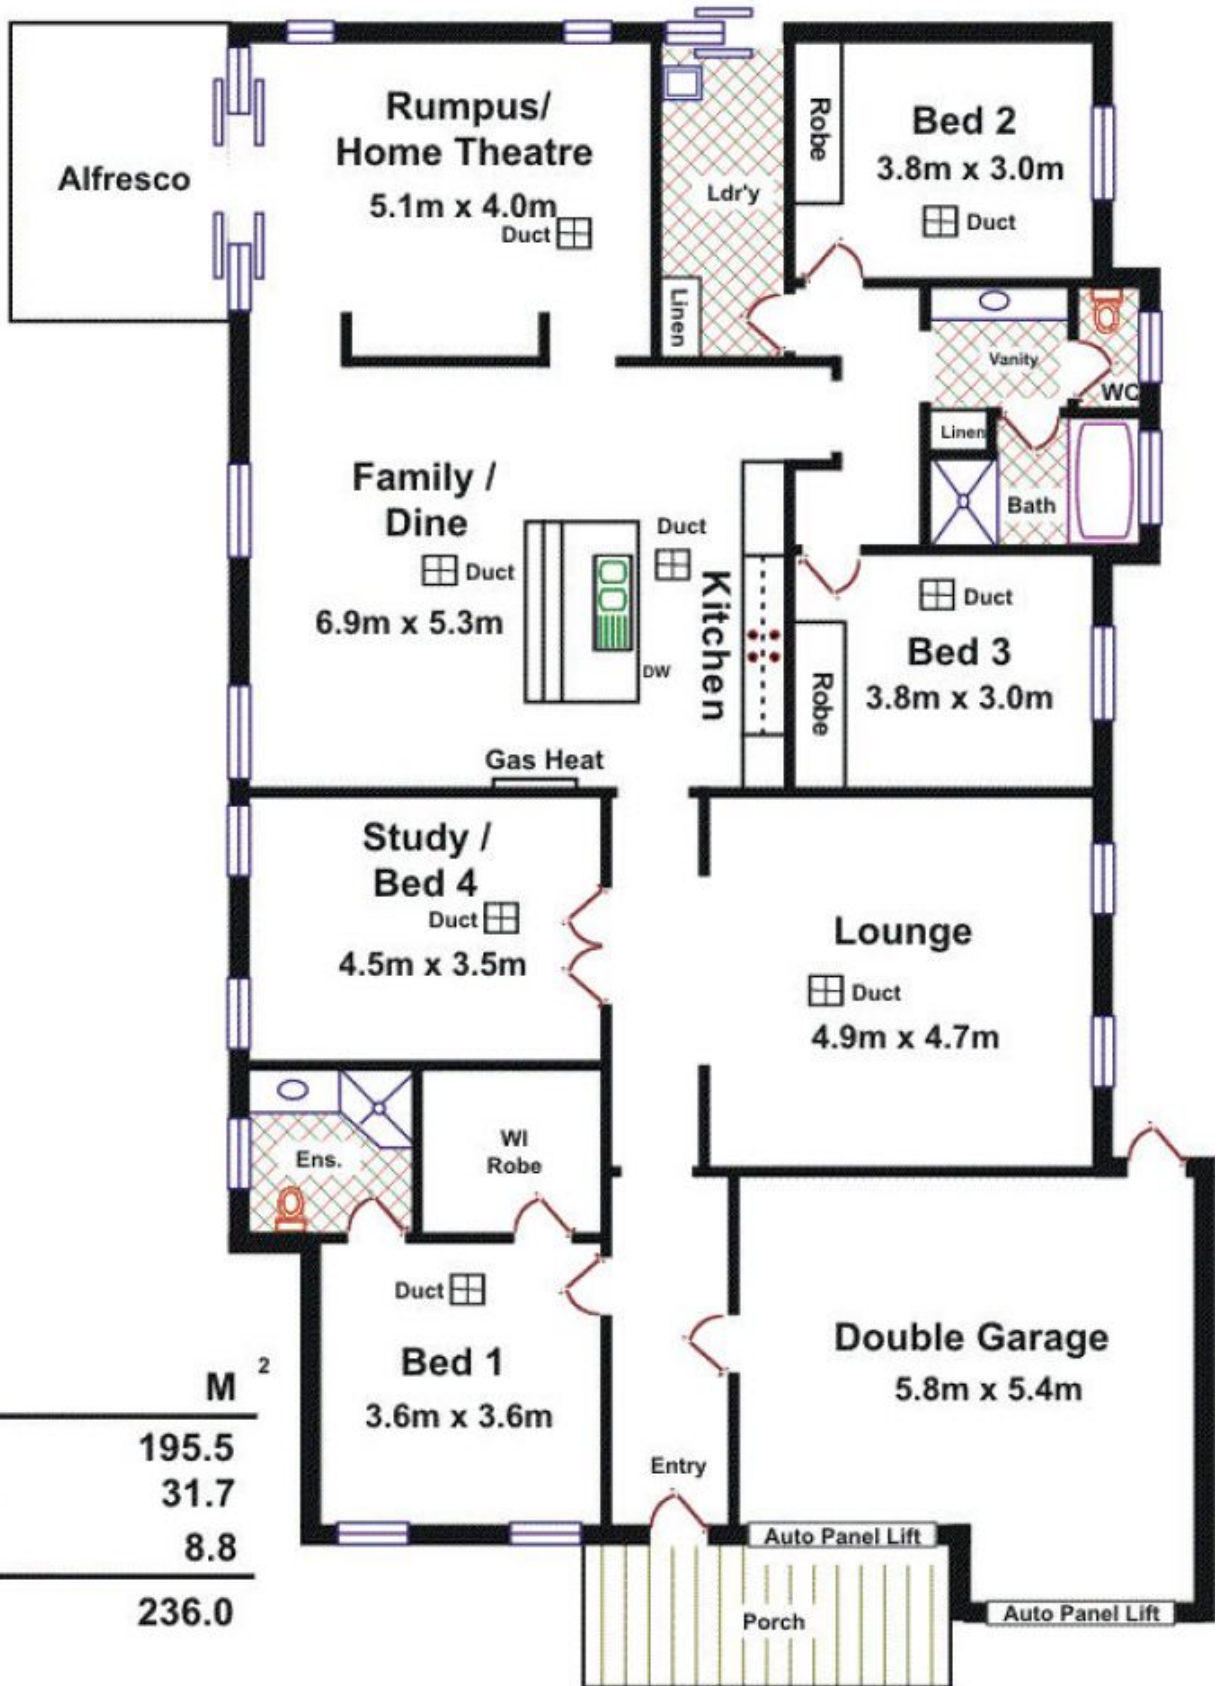 Alfresco
Rumpus/
Home Theatre
5.1m x 4.0m
Duct
Ldr'y
Linen
Robe
Bed 2
3.8m x 3.0m
Duct
Vanity
WC
Linen
Bath
Family /
Dine
Duct
6.9m x 5.3m
Duct
Kitchen
DW
Gas Heat
Duct
Bed 3
3.8m x 3.0m
Robe
Study /
Bed 4
Duct
4.5m x 3.5m
Lounge
Duct
4.9m x 4.7m
Ens.
WI
Robe
Duct
Bed 1
3.6m x 3.6m
Double Garage
5.8m x 5.4m
Entry
Auto Panel Lift
Auto Panel Lift
Porch
M 2
195.5
31.7
8.8
236.0